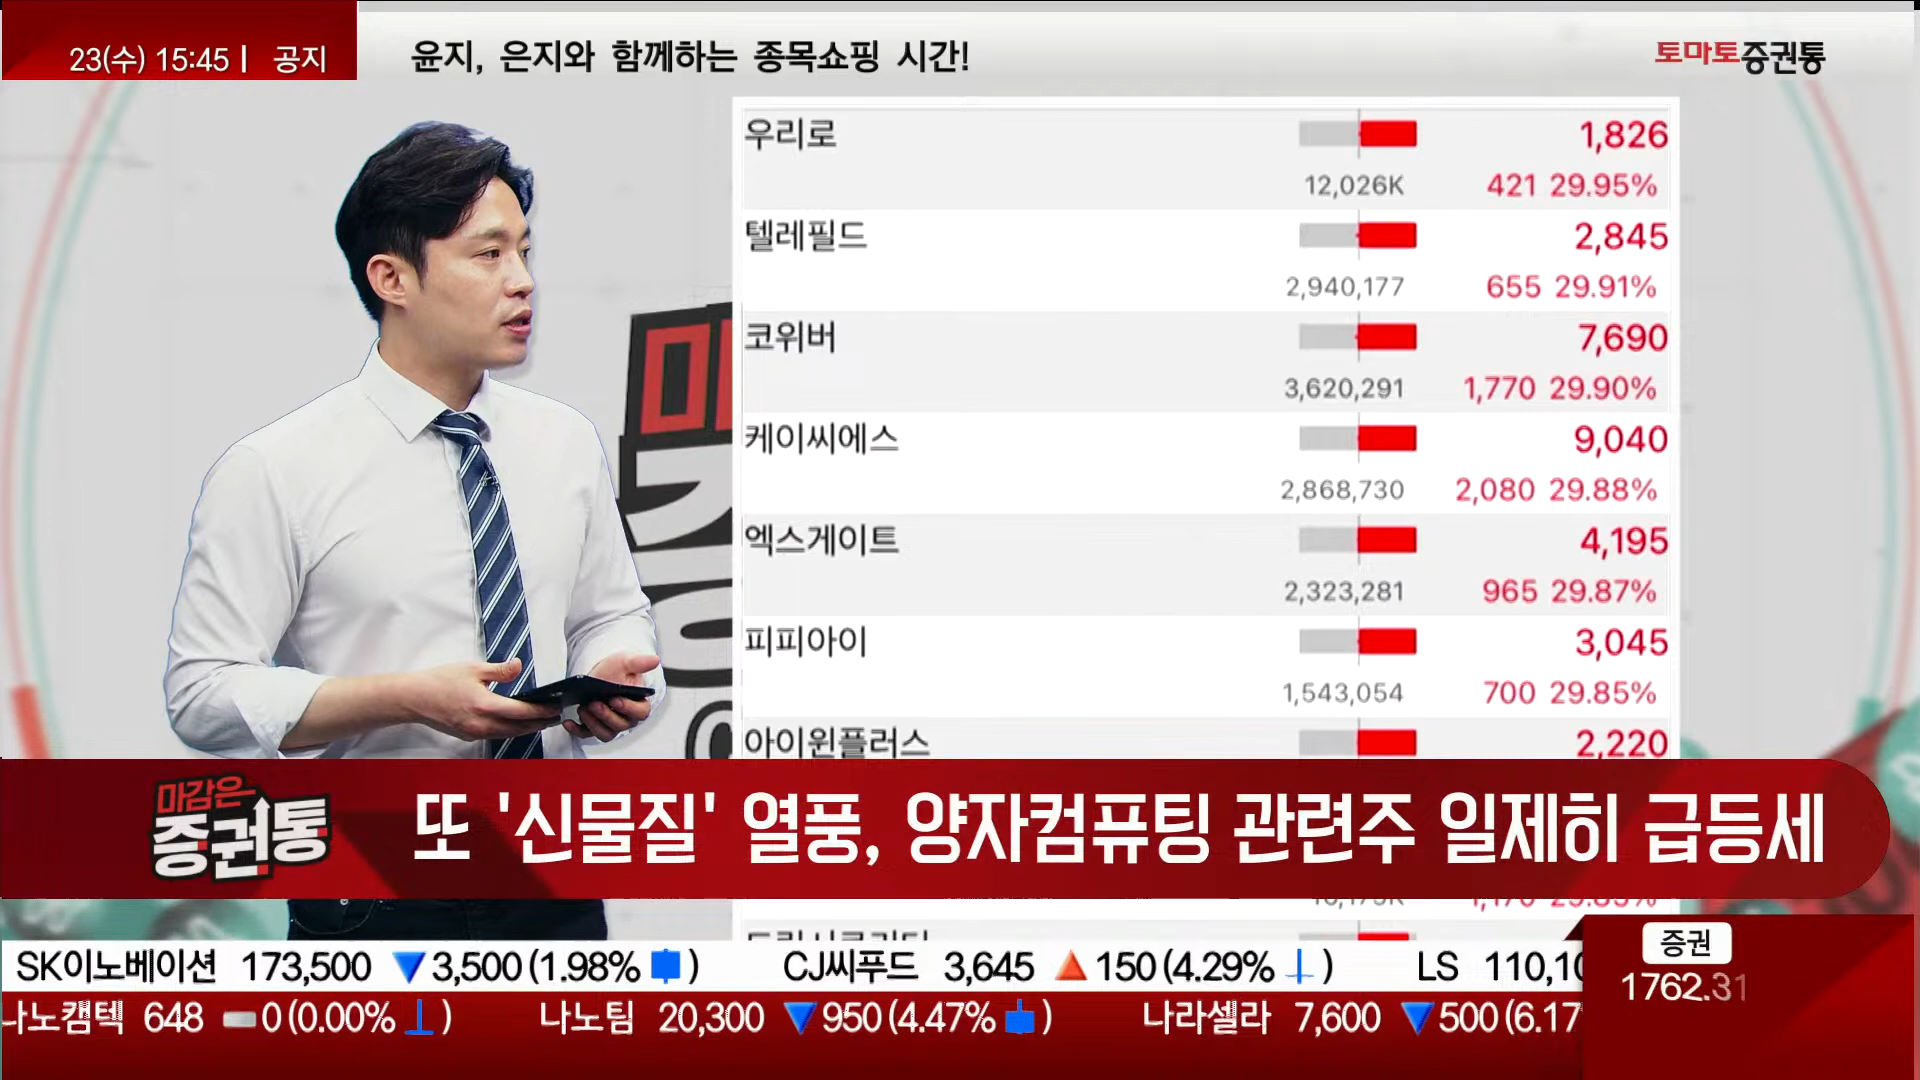 23(수) 15:45 | 공지
윤지, 은지와 함께하는 종목쇼핑 시간!
토마토증권통
우리로 1,826
12,026K 421 29.95%
텔레필드 2,845
2,940,177 655 29.91%
코위버 7,690
3,620,291 1,770 29.90%
케이씨에스 9,040
2,868,730 2,080 29.88%
엑스게이트 4,195
2,323,281 965 29.87%
피피아이 3,045
1,543,054 700 29.85%
아이윈플러스 2,220
마감은 증권통
또 '신물질' 열풍, 양자컴퓨팅 관련주 일제히 급등세
SK이노베이션 173,500 ▼3,500(1.98% ) CJ씨푸드 3,645 ▲150(4.29% ) LS 110,10
나노캠텍 648 0(0.00% ) 나노팀 20,300 ▼950(4.47% ) 나라셀라 7,600 ▼500(6.17
증권
1762.31